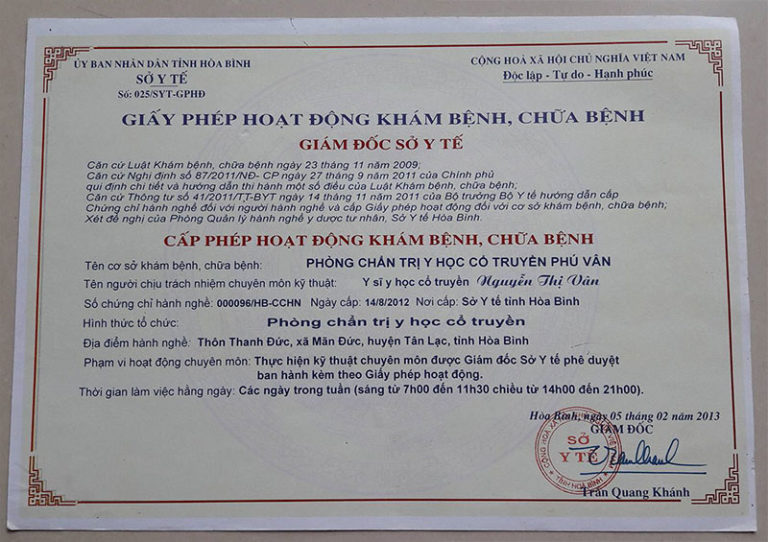 ỦY BAN NHÂN DÂN TỈNH HÒA BÌNH
SỞ Y TẾ
Số: 025/SYT-GPHĐ
CỘNG HOÀ XÃ HỘI CHỦ NGHĨA VIỆT NAM
Độc lập - Tự do - Hạnh phúc
GIẤY PHÉP HOẠT ĐỘNG KHÁM BỆNH, CHỮA BỆNH
GIÁM ĐỐC SỞ Y TẾ
Căn cứ Luật Khám bệnh, chữa bệnh ngày 23 tháng 11 năm 2009;
Căn cứ Nghị định số 87/2011/NĐ- CP ngày 27 tháng 9 năm 2011 của Chính phủ
qui định chi tiết và hướng dẫn thi hành một số điều của Luật Khám bệnh, chữa bệnh;
Căn cứ Thông tư số 41/2011/TT-BYT ngày 14 tháng 11 năm 2011 của Bộ trưởng Bộ Y tế hướng dẫn cấp
Chứng chỉ hành nghề đối với người hành nghề và cấp Giấy phép hoạt động đối với cơ sở khám bệnh, chữa bệnh;
Xét đề nghị của Phòng Quản lý hành nghề y dược tư nhân, Sở Y tế Hòa Bình.
CẤP PHÉP HOẠT ĐỘNG KHÁM BỆNH, CHỮA BỆNH
Tên cơ sở khám bệnh, chữa bệnh: PHÒNG CHẨN TRỊ Y HỌC CỔ TRUYỀN PHÚ VÂN
Tên người chịu trách nhiệm chuyên môn kỹ thuật: Y sĩ y học cổ truyền Nguyễn Thị Vân
Số chứng chỉ hành nghề: 000096/HB-CCHN Ngày cấp: 14/8/2012 Nơi cấp: Sở Y tế tỉnh Hòa Bình
Hình thức tổ chức: Phòng chẩn trị y học cổ truyền
Địa điểm hành nghề: Thôn Thanh Đức, xã Mãn Đức, huyện Tân Lạc, tỉnh Hòa Bình
Phạm vi hoạt động chuyên môn: Thực hiện kỹ thuật chuyên môn được Giám đốc Sở Y tế phê duyệt
ban hành kèm theo Giấy phép hoạt động.
Thời gian làm việc hằng ngày: Các ngày trong tuần (sáng từ 7h00 đến 11h30 chiều từ 14h00 đến 21h00).
Hòa Bình, ngày 05 tháng 02 năm 2013
GIÁM ĐỐC
SỞ
Y TẾ
TỈNH HOÀ BÌNH
Trần Quang Khánh